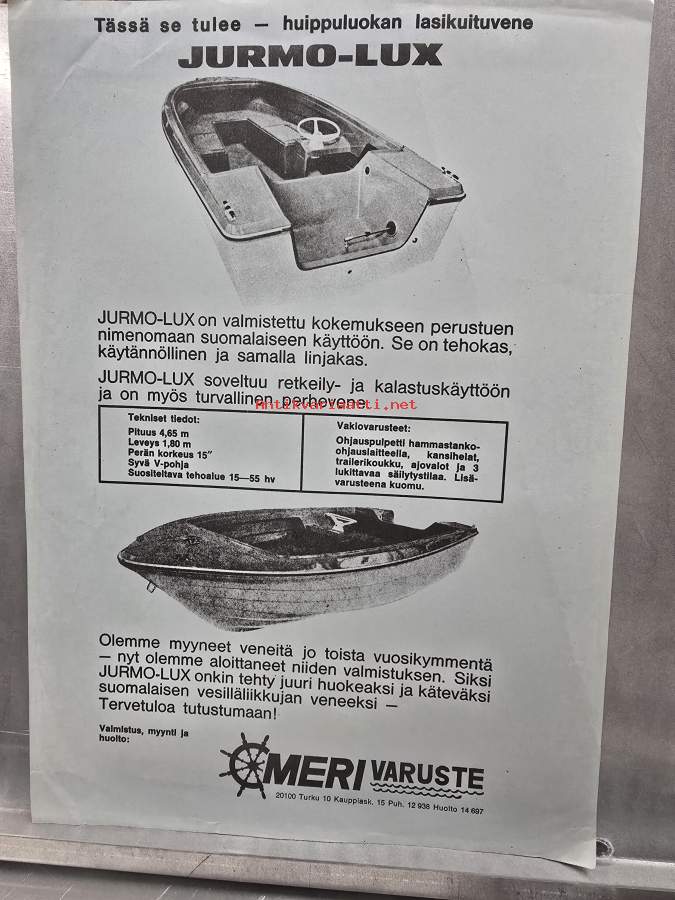 Tässä se tulee – huippuluokan lasikuituvene
JURMO-LUX
JURMO-LUX on valmistettu kokemukseen perustuen
nimenomaan suomalaiseen käyttöön. Se on tehokas,
käytännöllinen ja samalla linjakas.
JURMO-LUX soveltuu retkeily- ja kalastuskäyttöön
ja on myös turvallinen perhevene.
antikvariaatti.net
Tekniset tiedot:
Pituus 4,65 m
Leveys 1,80 m
Perän korkeus 15"
Syvä V-pohja
Suositeltava tehoalue 15—55 hv
Vakiovarusteet:
Ohjauspulpetti hammastanko-
ohjauslaitteella, kansihelat,
trailerikoukku, ajovalot ja 3
lukittavaa säilytystilaa. Lisä-
varusteena kuomu.
Olemme myyneet veneitä jo toista vuosikymmentä
– nyt olemme aloittaneet niiden valmistuksen. Siksi
JURMO-LUX onkin tehty juuri huokeaksi ja käteväksi
suomalaisen vesilläliikkujan veneeksi –
Tervetuloa tutustumaan!
Valmistus, myynti ja
huolto:
MERI VARUSTE
20100 Turku 10 Kauppiask. 15 Puh. 12 938 Huolto 14 697